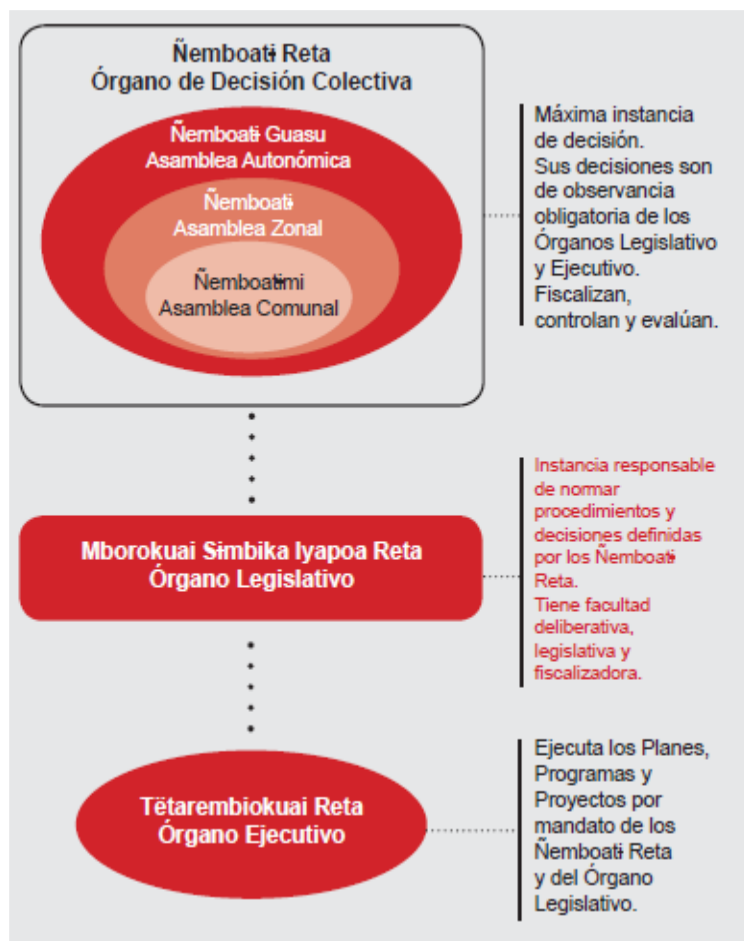 Ñemboatɨ Reta
Órgano de Decisión Colectiva
Ñemboatɨ Guasu
Asamblea Autonómica
Ñemboatɨ
Asamblea Zonal
Ñemboatɨmi
Asamblea Comunal
Máxima instancia
de decisión.
Sus decisiones son
de observancia
obligatoria de los
Órganos Legislativo
y Ejecutivo.
Fiscalizan,
controlan y evalúan.
Mborokuai Sɨmbika Iyapoa Reta
Órgano Legislativo
Instancia responsable
de normar
procedimientos y
decisiones definidas
por los Ñemboatɨ
Reta.
Tiene facultad
deliberativa,
legislativa y
fiscalizadora.
Tëtarembiokuai Reta
Órgano Ejecutivo
Ejecuta los Planes,
Programas y
Proyectos por
mandato de los
Ñemboatɨ Reta
y del Órgano
Legislativo.